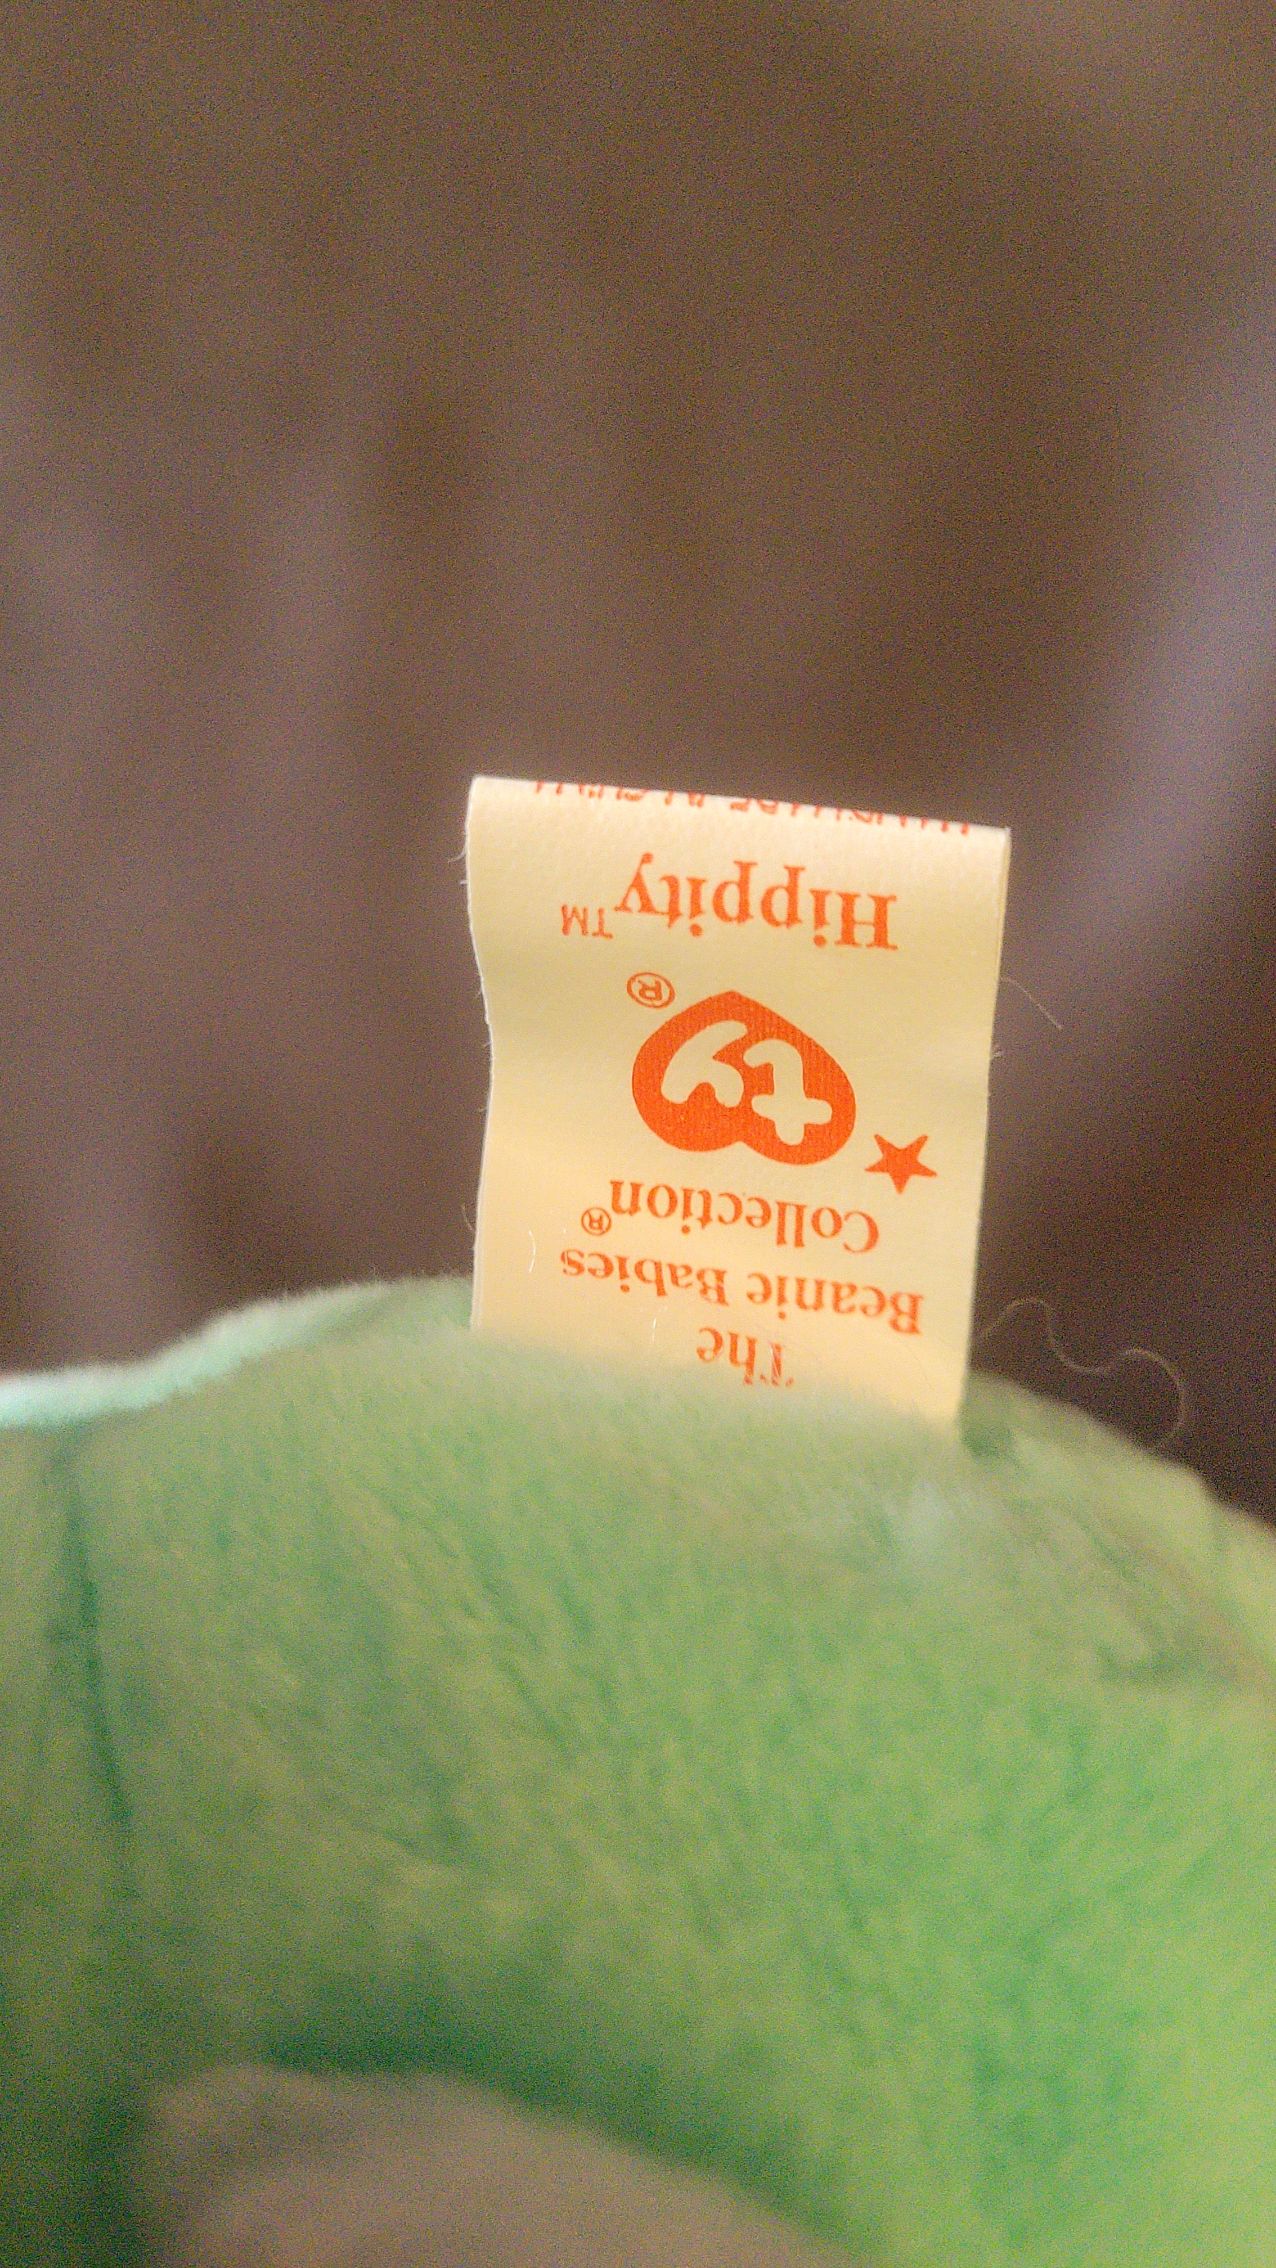 The
Beanie Babies
Collection®
ty®
Hippity™